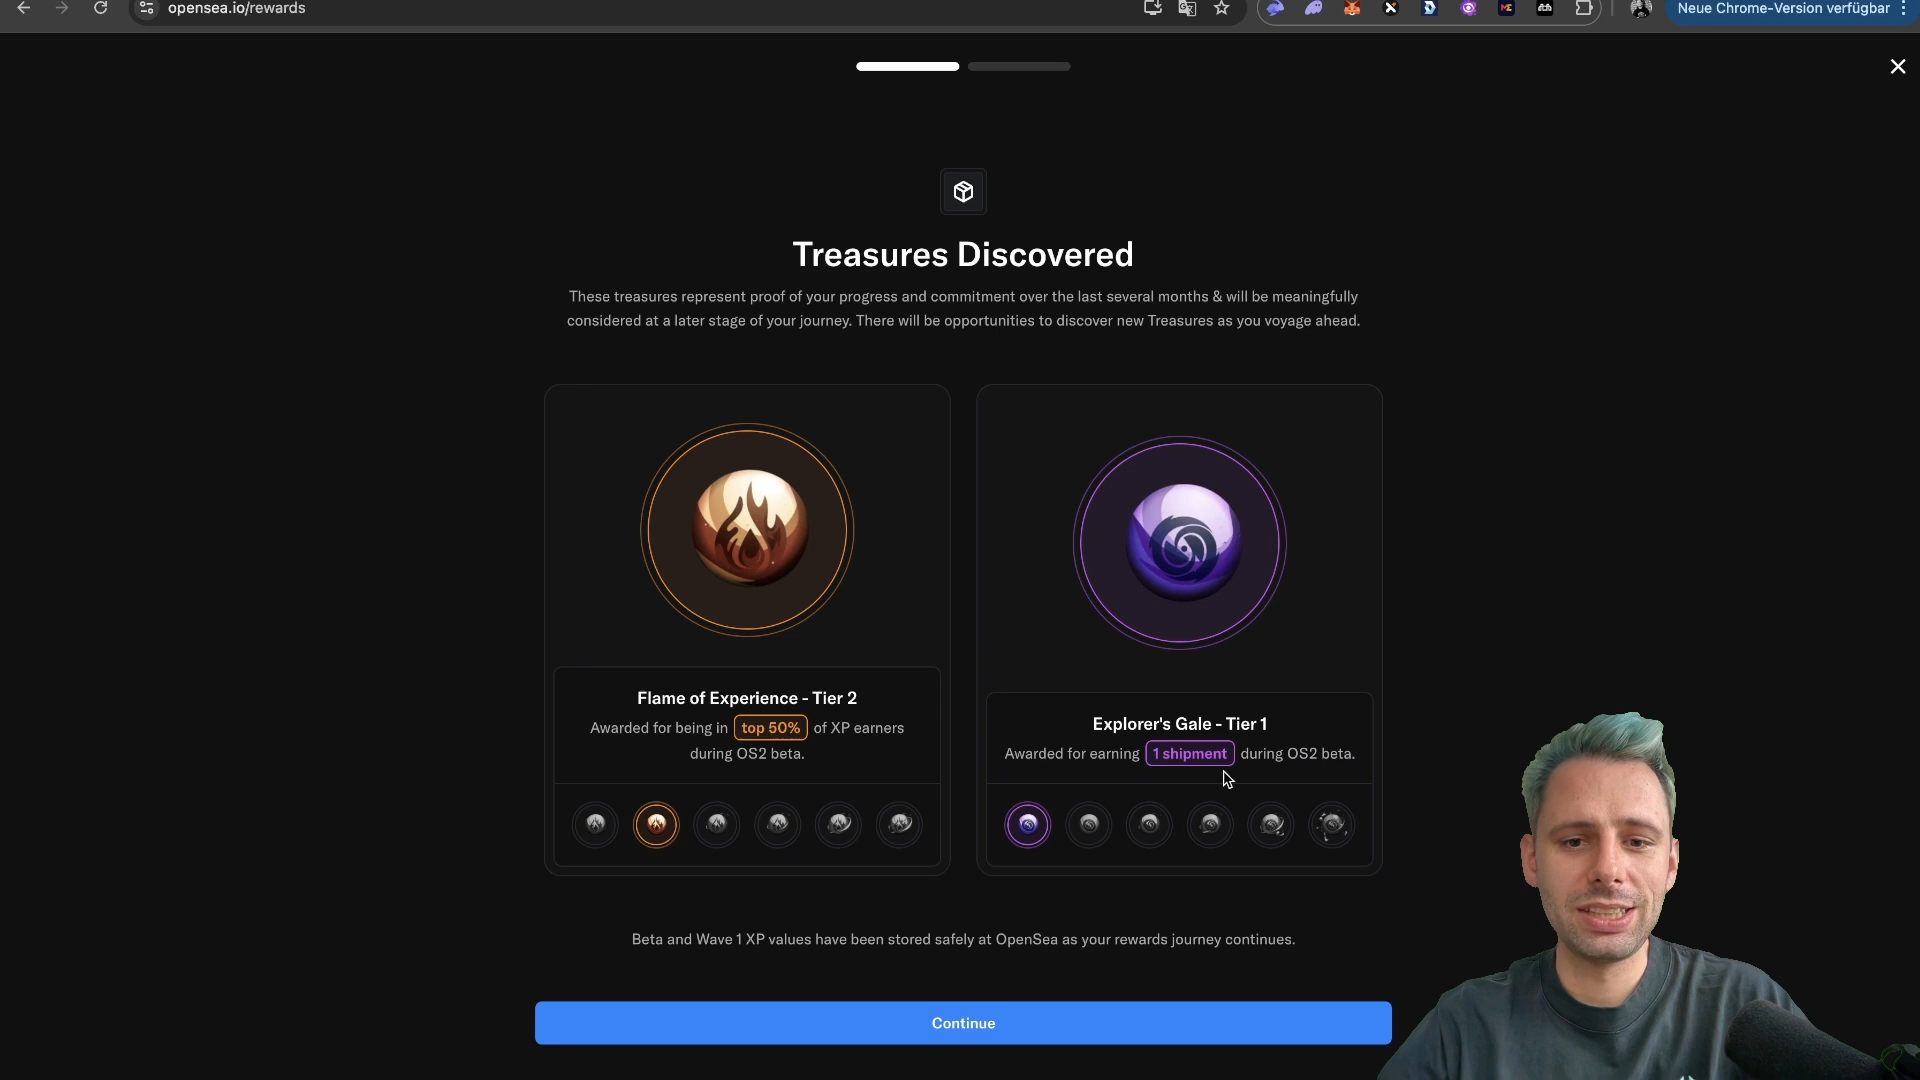 opensea.io/rewards
Neue Chrome-Version verfügbar
Treasures Discovered
These treasures represent proof of your progress and commitment over the last several months & will be meaningfully
considered at a later stage of your journey. There will be opportunities to discover new Treasures as you voyage ahead.
Flame of Experience - Tier 2
Awarded for being in top 50% of XP earners
during OS2 beta.
Explorer's Gale - Tier 1
Awarded for earning 1 shipment during OS2 beta.
Beta and Wave 1 XP values have been stored safely at OpenSea as your rewards journey continues.
Continue